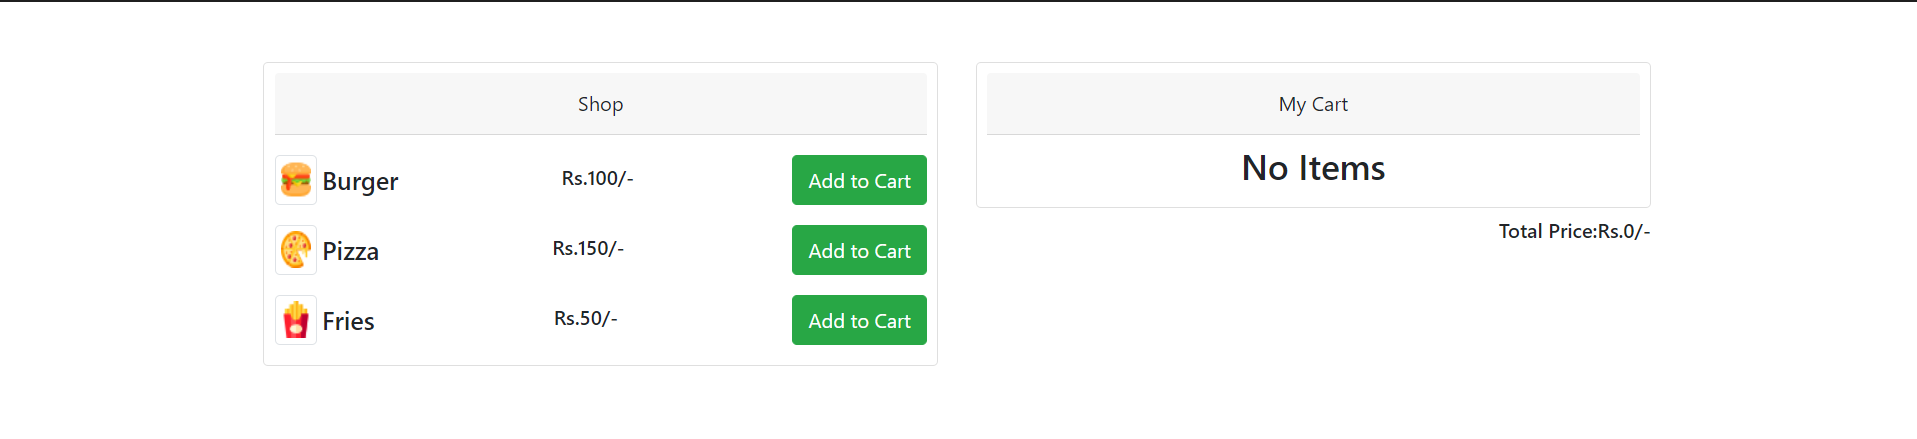 Shop
Burger Rs.100/- Add to Cart
Pizza Rs.150/- Add to Cart
Fries Rs.50/- Add to Cart
My Cart
No Items
Total Price:Rs.0/-